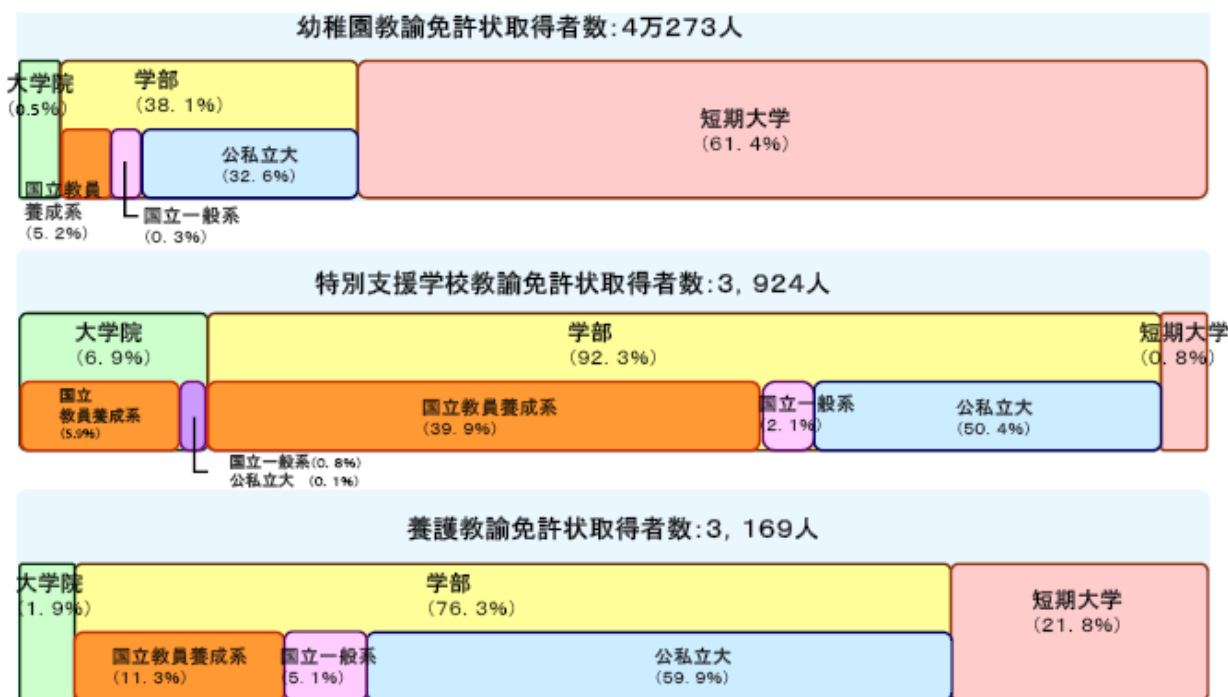 幼稚園教諭免許状取得者数:4万273人
大学院
(0.5%)
学部
(38.1%)
短期大学
(61.4%)
公私立大
(32.6%)
国立教員
養成系
(5.2%)
国立一般系
(0.3%)
特別支援学校教諭免許状取得者数:3,924人
大学院
(6.9%)
学部
(92.3%)
短期大学
(0.8%)
国立
教員養成系
(5.9%)
国立教員養成系
(39.9%)
国立一般系
(2.1%)
公私立大
(50.4%)
国立一般系(0.8%)
公私立大 (0.1%)
養護教諭免許状取得者数:3,169人
大学院
(1.9%)
学部
(76.3%)
短期大学
(21.8%)
国立教員養成系
(11.3%)
国立一般系
(5.1%)
公私立大
(59.9%)